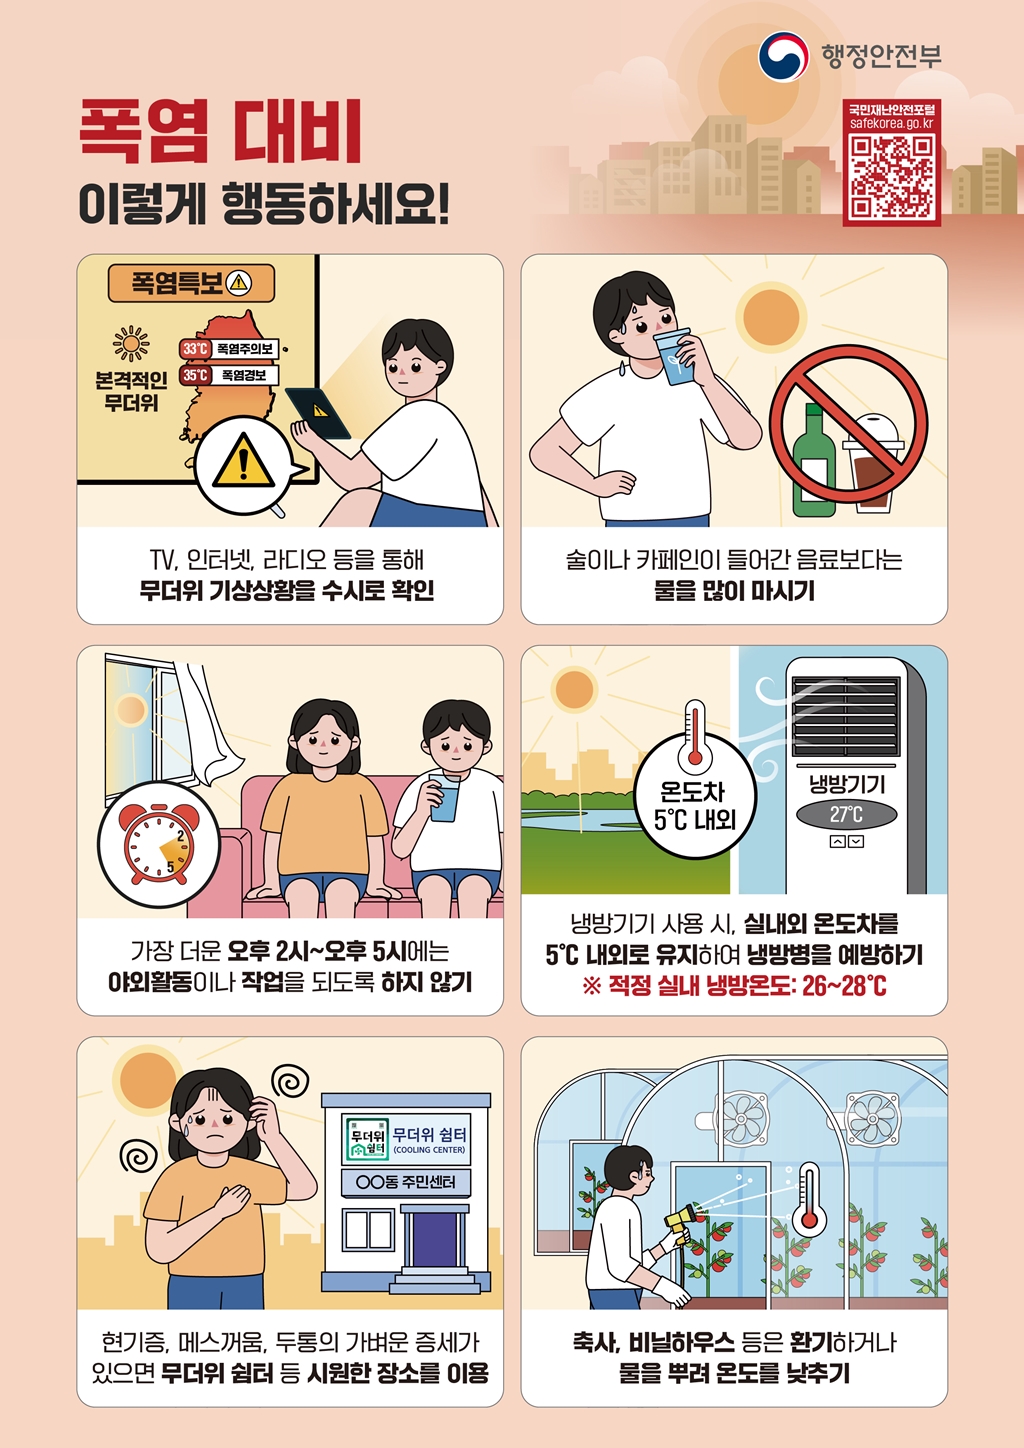 행정안전부
국민재난안전포털
safekorea.go.kr
폭염 대비
이렇게 행동하세요!
폭염특보
33℃ 폭염주의보
35℃ 폭염경보
본격적인
무더위
TV, 인터넷, 라디오 등을 통해
무더위 기상상황을 수시로 확인
술이나 카페인이 들어간 음료보다는
물을 많이 마시기
2
5
가장 더운 오후 2시~오후 5시에는
야외활동이나 작업을 되도록 하지 않기
온도차
5℃ 내외
냉방기기
27℃
냉방기기 사용 시, 실내외 온도차를
5℃ 내외로 유지하여 냉방병을 예방하기
※ 적정 실내 냉방온도: 26~28℃
무더위
쉼터
무더위 쉼터
(COOLING CENTER)
○○동 주민센터
현기증, 메스꺼움, 두통의 가벼운 증세가
있으면 무더위 쉼터 등 시원한 장소를 이용
축사, 비닐하우스 등은 환기하거나
물을 뿌려 온도를 낮추기